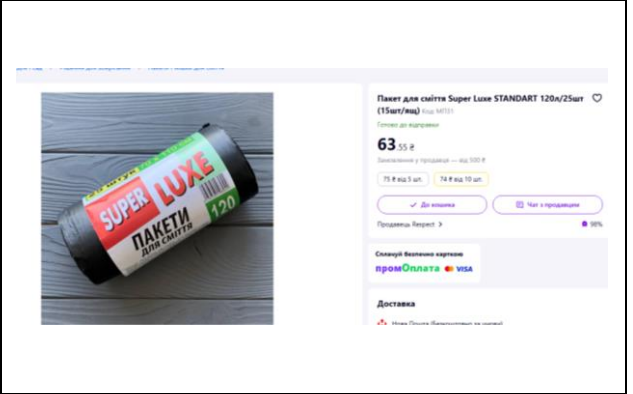 Пакет для сміття Super Luxe STANDART 120л/25шт
(15шт/ящ) Код: МП331
Готово до відправки
63.55 ₴
Замовлення у продавця — від 500 ₴
75 ₴ від 5 шт.
74 ₴ від 10 шт.
До кошика
Чат з продавцем
Продавець Respect
98%
Сплачуй безпечно карткою
промОплата VISA
Доставка
Нова Пошта
SUPER LUXE
ПАКЕТИ
ДЛЯ СМІТТЯ
120